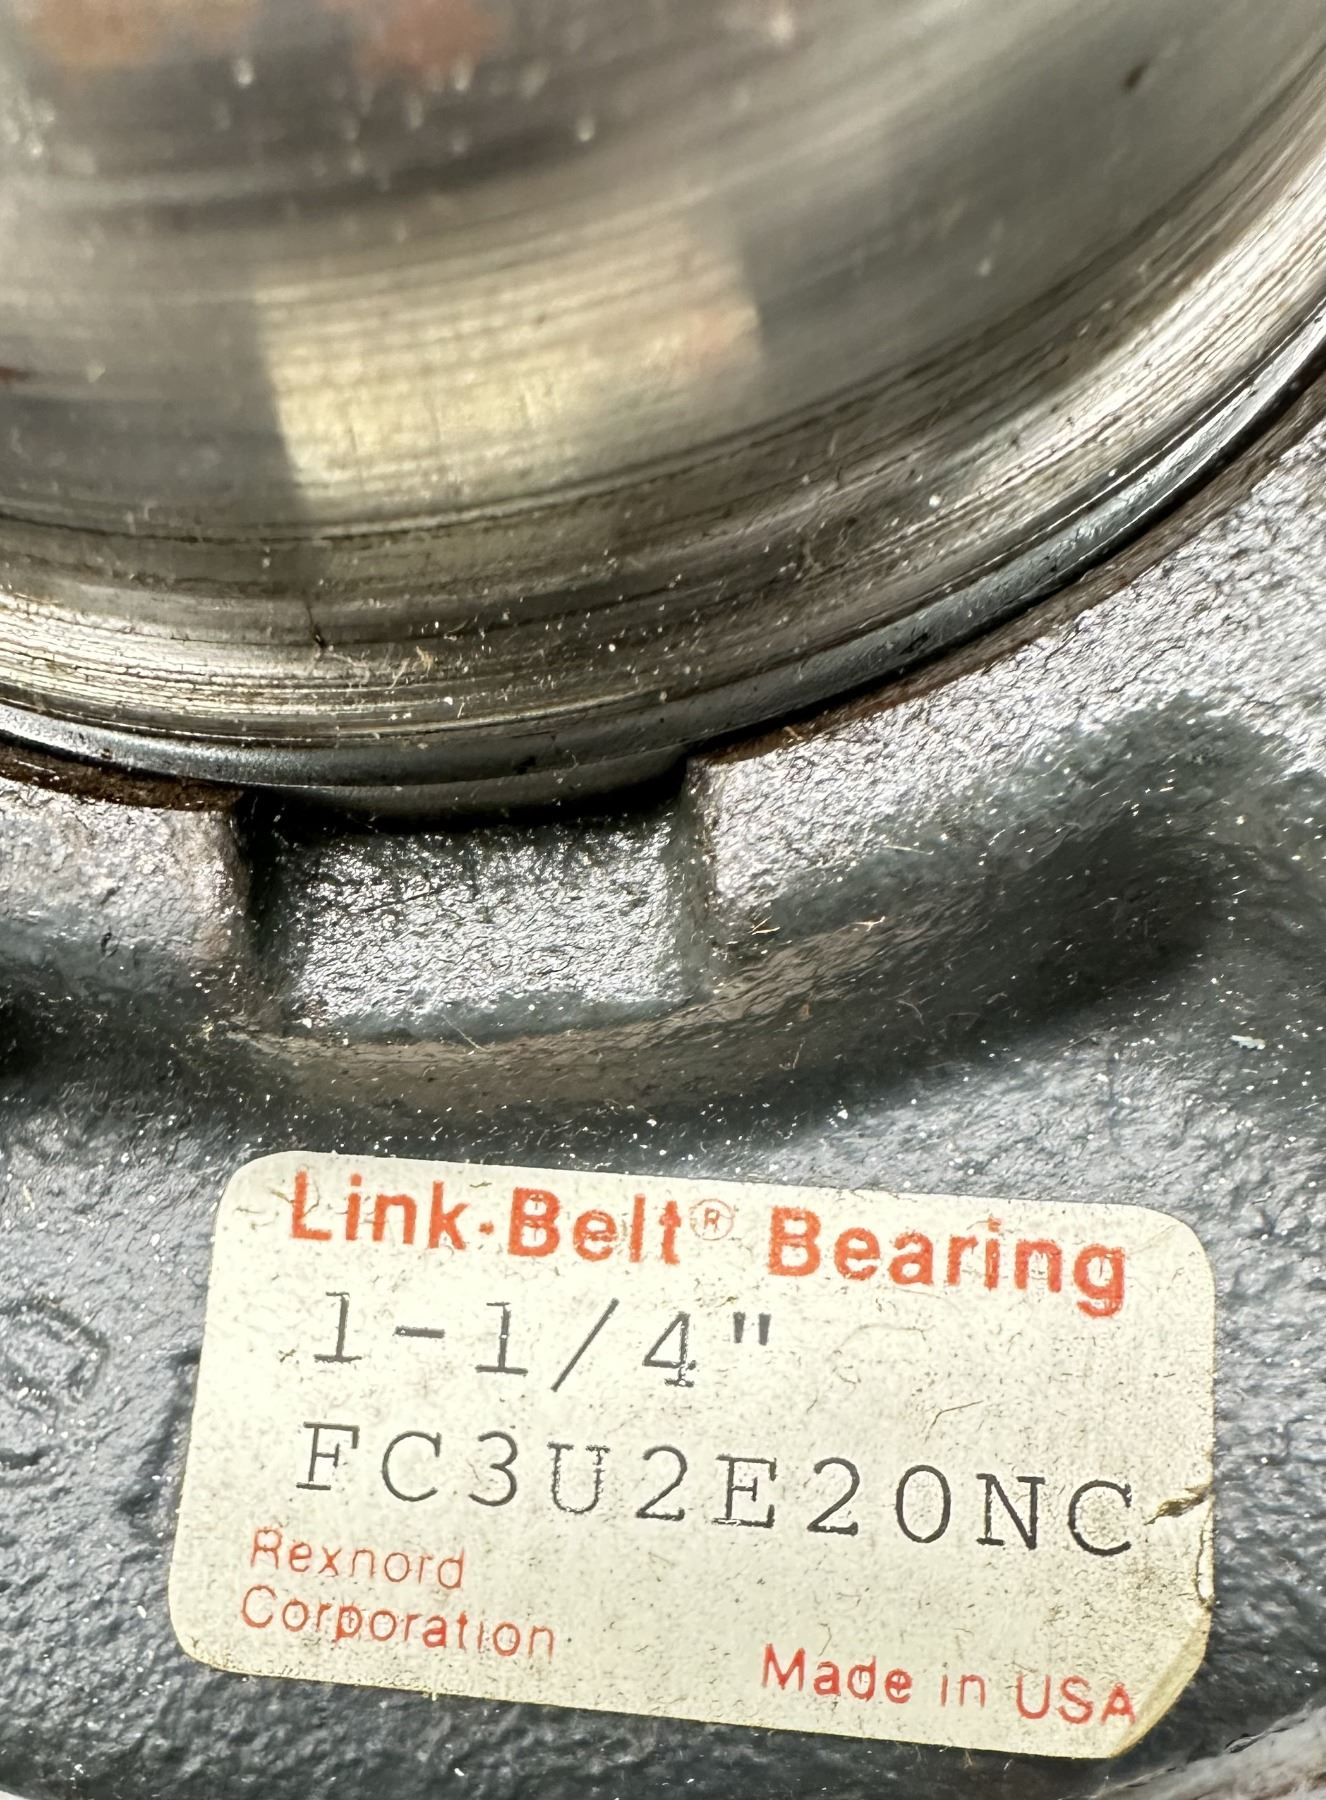 Link-Belt® Bearing
1-1/4"
FC3U2E20NC
Rexnord
Corporation
Made in USA